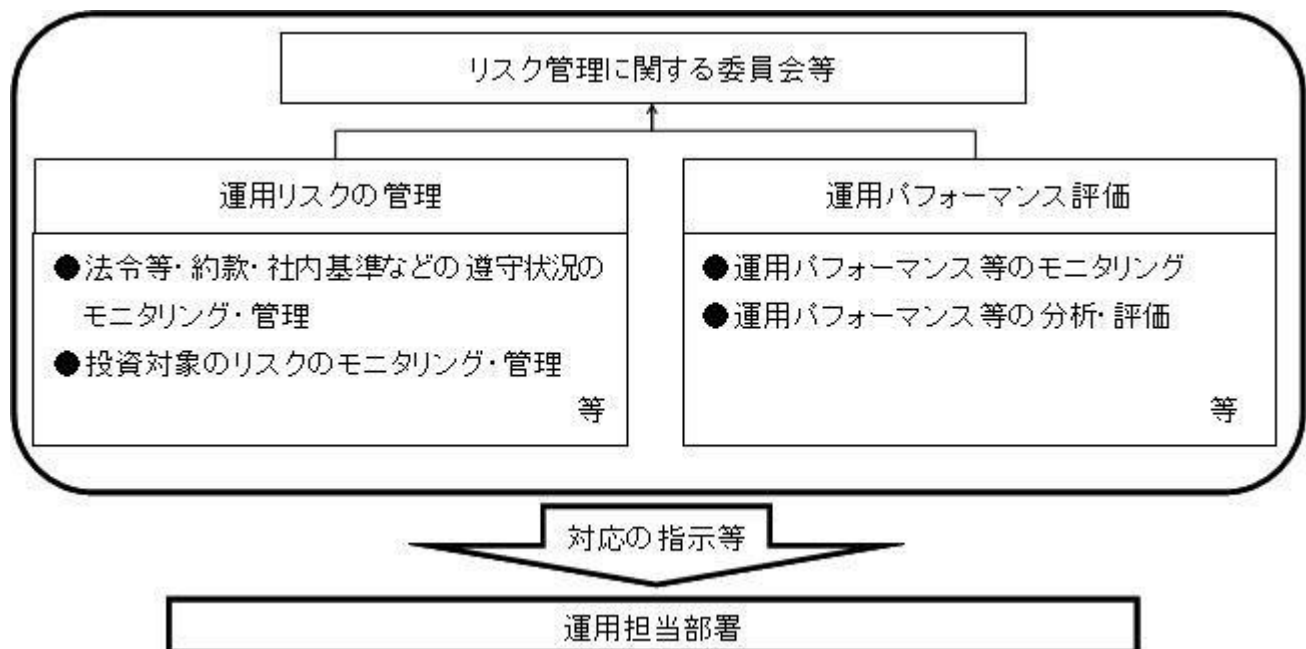 リスク管理に関する委員会等
運用リスクの管理
●法令等・約款・社内基準などの遵守状況の
モニタリング・管理
●投資対象のリスクのモニタリング・管理
等
運用パフォーマンス評価
●運用パフォーマンス等のモニタリング
●運用パフォーマンス等の分析・評価
等
対応の指示等
運用担当部署